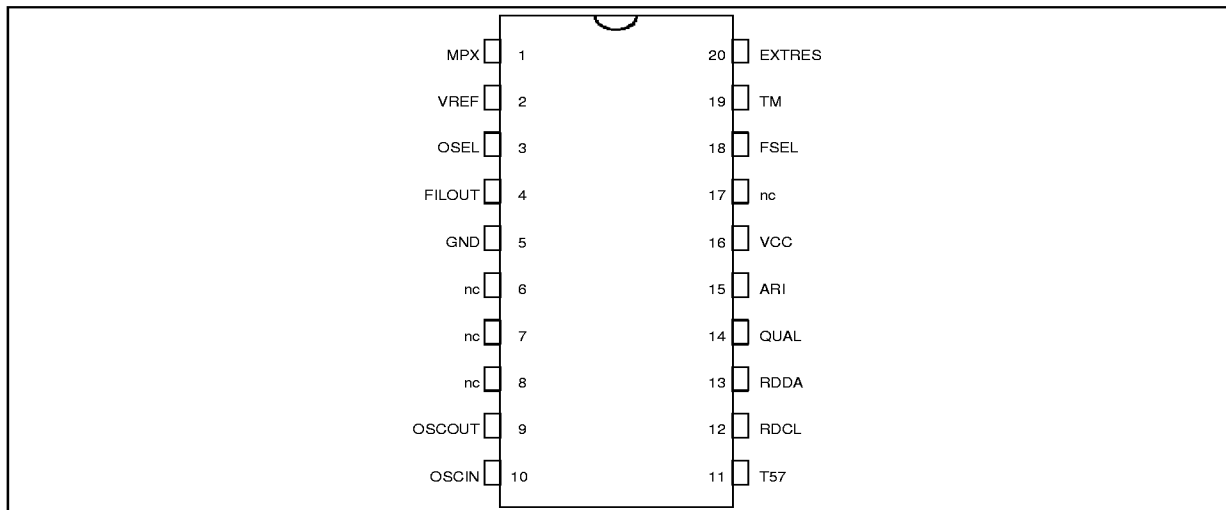 MPX 1 20 EXTRES
VREF 2 19 TM
OSEL 3 18 FSEL
FILOUT 4 17 nc
GND 5 16 VCC
nc 6 15 ARI
nc 7 14 QUAL
nc 8 13 RDDA
OSCOUT 9 12 RDCL
OSCIN 10 11 T57